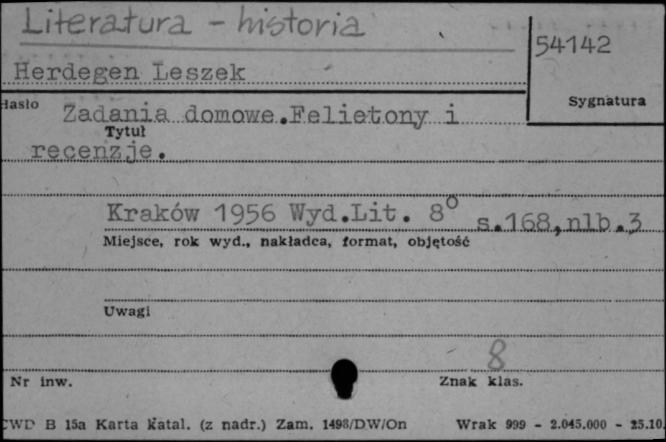 Literatura - historia
54142
Herdegen Leszek
Hasło
Sygnatura
Zadania domowe.Felietony i
Tytuł
recenzje.
Kraków 1956 Wyd.Lit. 8° s.168,nlb.3
Miejsce, rok wyd., nakładca, format, objętość
Uwagi
8
Nr inw.
Znak klas.
CWD B 15a Karta katal. (z nadr.) Zam. 1498/DW/On Wrak 999 - 2.045.000 - 25.10